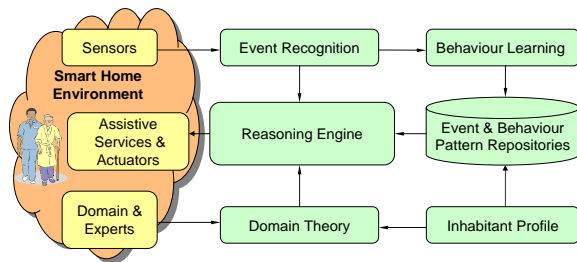 Sensors
Event Recognition
Behaviour Learning
Smart Home
Environment
Assistive
Services &
Actuators
Reasoning Engine
Event & Behaviour
Pattern Repositories
Domain &
Experts
Domain Theory
Inhabitant Profile